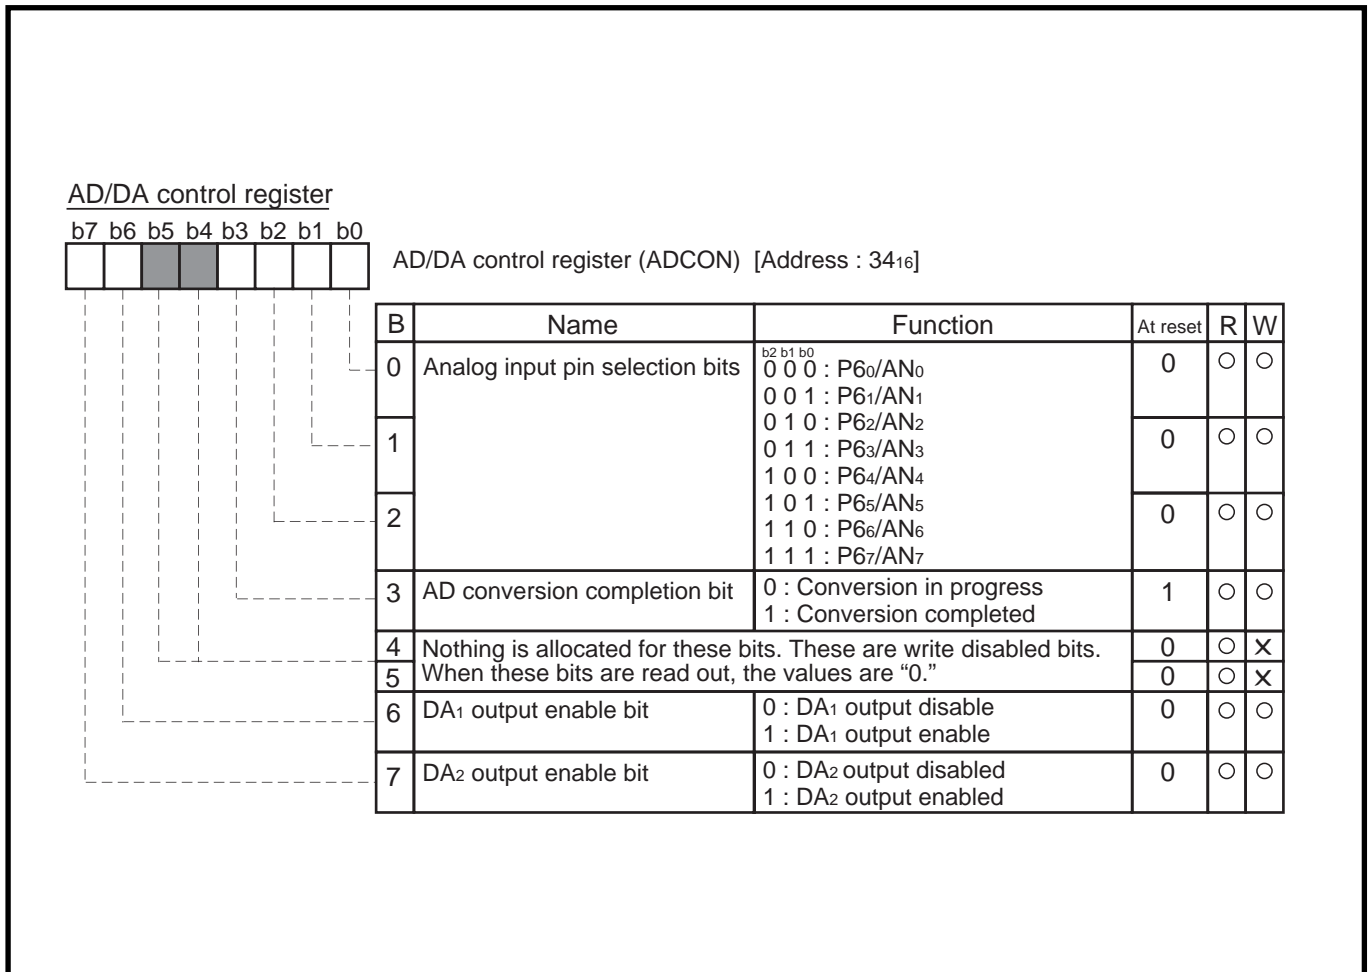 AD/DA control register
b7 b6 b5 b4 b3 b2 b1 b0
AD/DA control register (ADCON) [Address : 3416]
B Name Function At reset R W
0 Analog input pin selection bits
b2 b1 b0
0 0 0 : P60/AN0 0 ○ ○
0 0 1 : P61/AN1
0 1 0 : P62/AN2
1 0 ○ ○
0 1 1 : P63/AN3
1 0 0 : P64/AN4
1 0 1 : P65/AN5
2 0 ○ ○
1 1 0 : P66/AN6
1 1 1 : P67/AN7
3 AD conversion completion bit 0 : Conversion in progress 1 ○ ○
1 : Conversion completed
4 Nothing is allocated for these bits. These are write disabled bits. 0 ○ ×
5 When these bits are read out, the values are “0.” 0 ○ ×
6 DA1 output enable bit 0 : DA1 output disable 0 ○ ○
1 : DA1 output enable
7 DA2 output enable bit 0 : DA2 output disabled 0 ○ ○
1 : DA2 output enabled